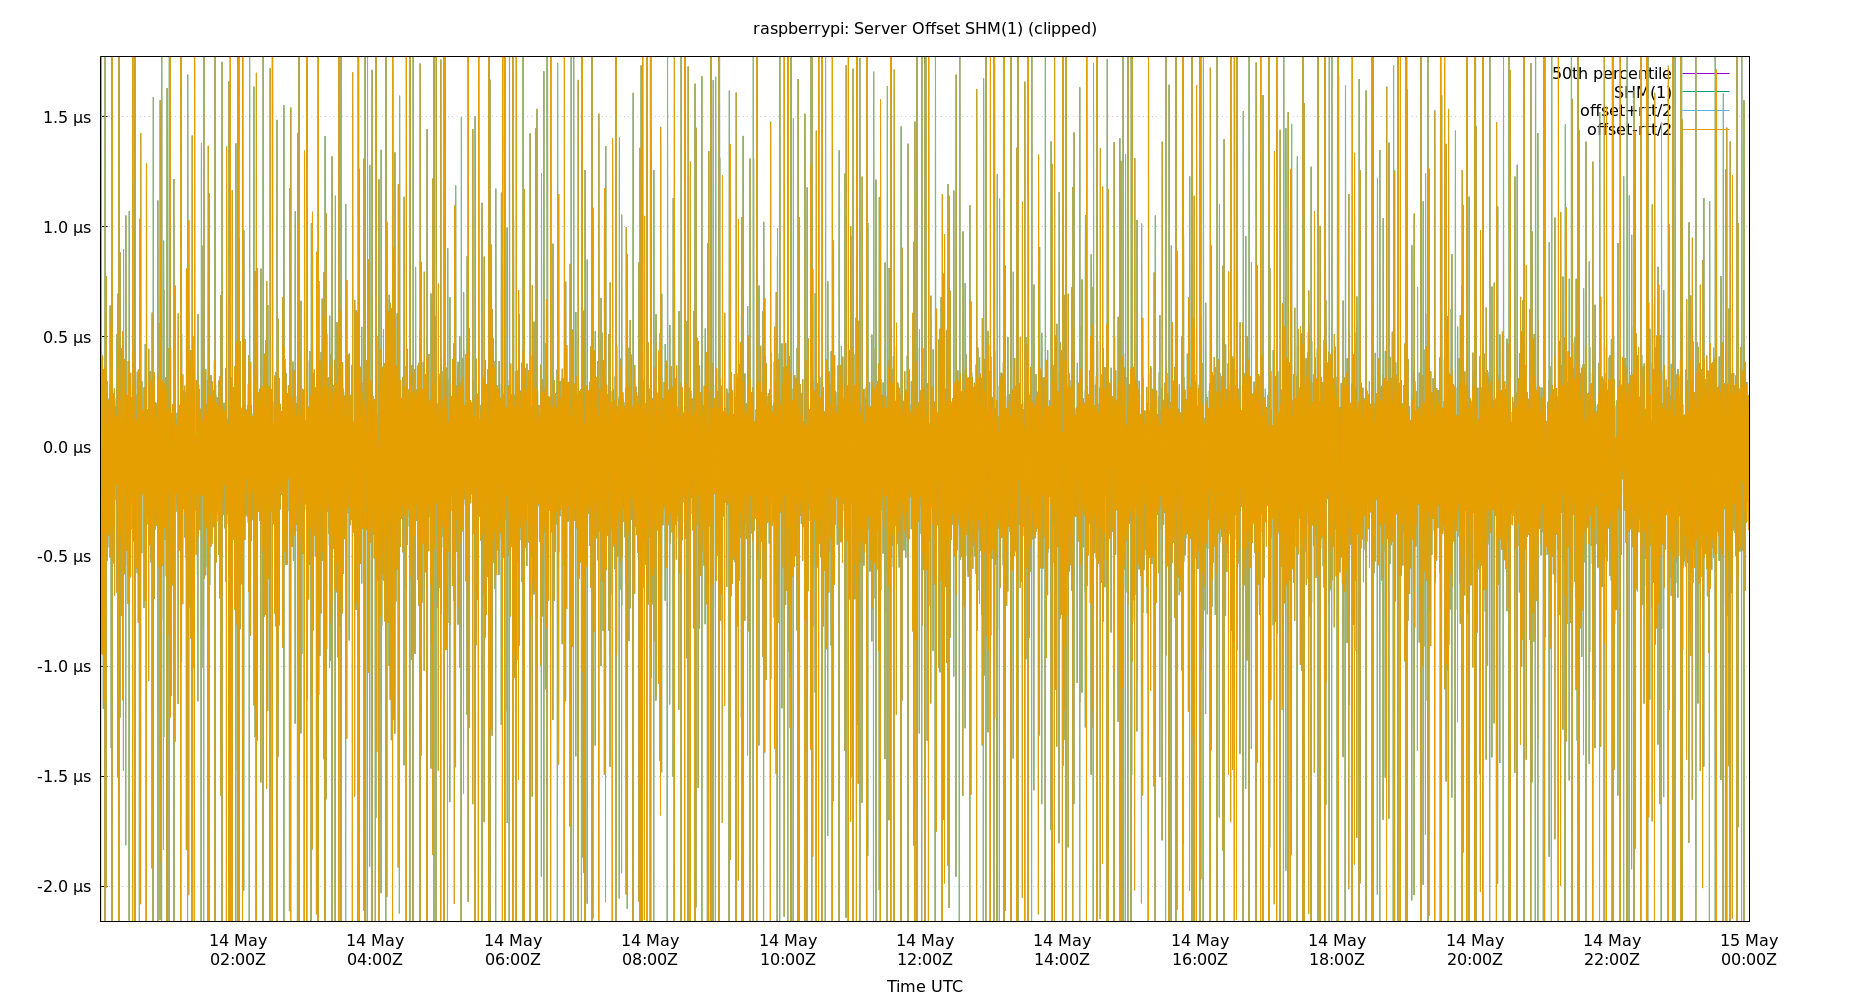 raspberrypi: Server Offset SHM(1) (clipped)
50th percentile
SHM(1)
offset+rtt/2
offset-rtt/2
1.5 µs
1.0 µs
0.5 µs
0.0 µs
-0.5 µs
-1.0 µs
-1.5 µs
-2.0 µs
14 May 14 May 14 May 14 May 14 May 14 May 14 May 14 May 14 May 14 May 14 May 15 May
02:00Z 04:00Z 06:00Z 08:00Z 10:00Z 12:00Z 14:00Z 16:00Z 18:00Z 20:00Z 22:00Z 00:00Z
Time UTC